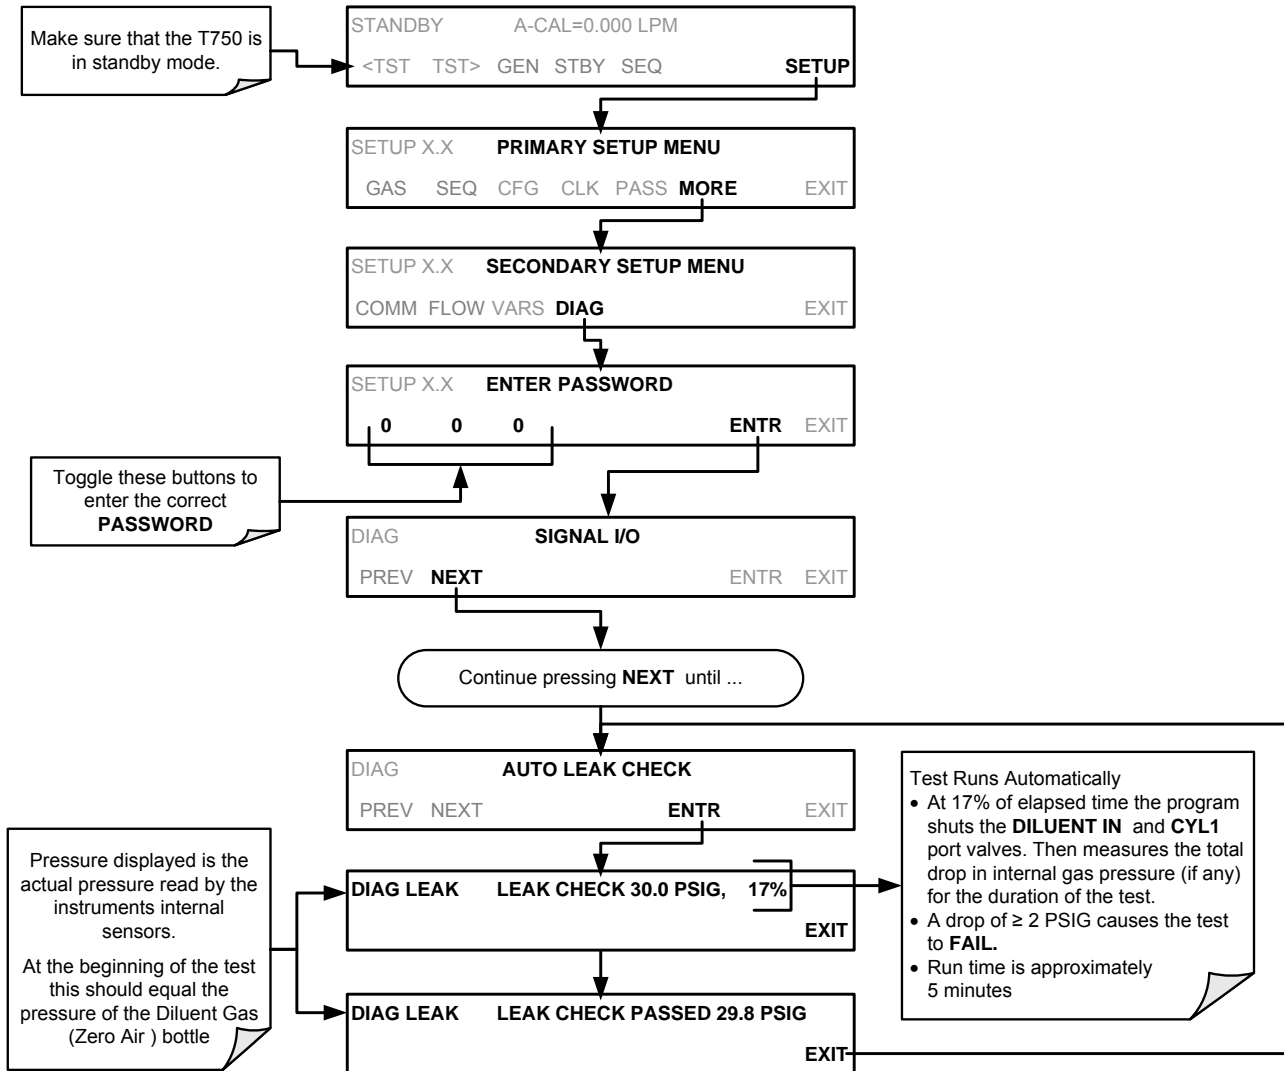 Make sure that the T750 is
in standby mode.
STANDBY A-CAL=0.000 LPM
<TST TST> GEN STBY SEQ SETUP
SETUP X.X PRIMARY SETUP MENU
GAS SEQ CFG CLK PASS MORE EXIT
SETUP X.X SECONDARY SETUP MENU
COMM FLOW VARS DIAG EXIT
SETUP X.X ENTER PASSWORD
0 0 0 ENTR EXIT
Toggle these buttons to
enter the correct
PASSWORD
DIAG SIGNAL I/O
PREV NEXT ENTR EXIT
Continue pressing NEXT until ...
DIAG AUTO LEAK CHECK
PREV NEXT ENTR EXIT
Test Runs Automatically
• At 17% of elapsed time the program
shuts the DILUENT IN and CYL1
port valves. Then measures the total
drop in internal gas pressure (if any)
for the duration of the test.
• A drop of ≥ 2 PSIG causes the test
to FAIL.
• Run time is approximately
5 minutes
Pressure displayed is the
actual pressure read by the
instruments internal
sensors.
At the beginning of the test
this should equal the
pressure of the Diluent Gas
(Zero Air ) bottle
DIAG LEAK LEAK CHECK 30.0 PSIG, 17%
EXIT
DIAG LEAK LEAK CHECK PASSED 29.8 PSIG
EXIT